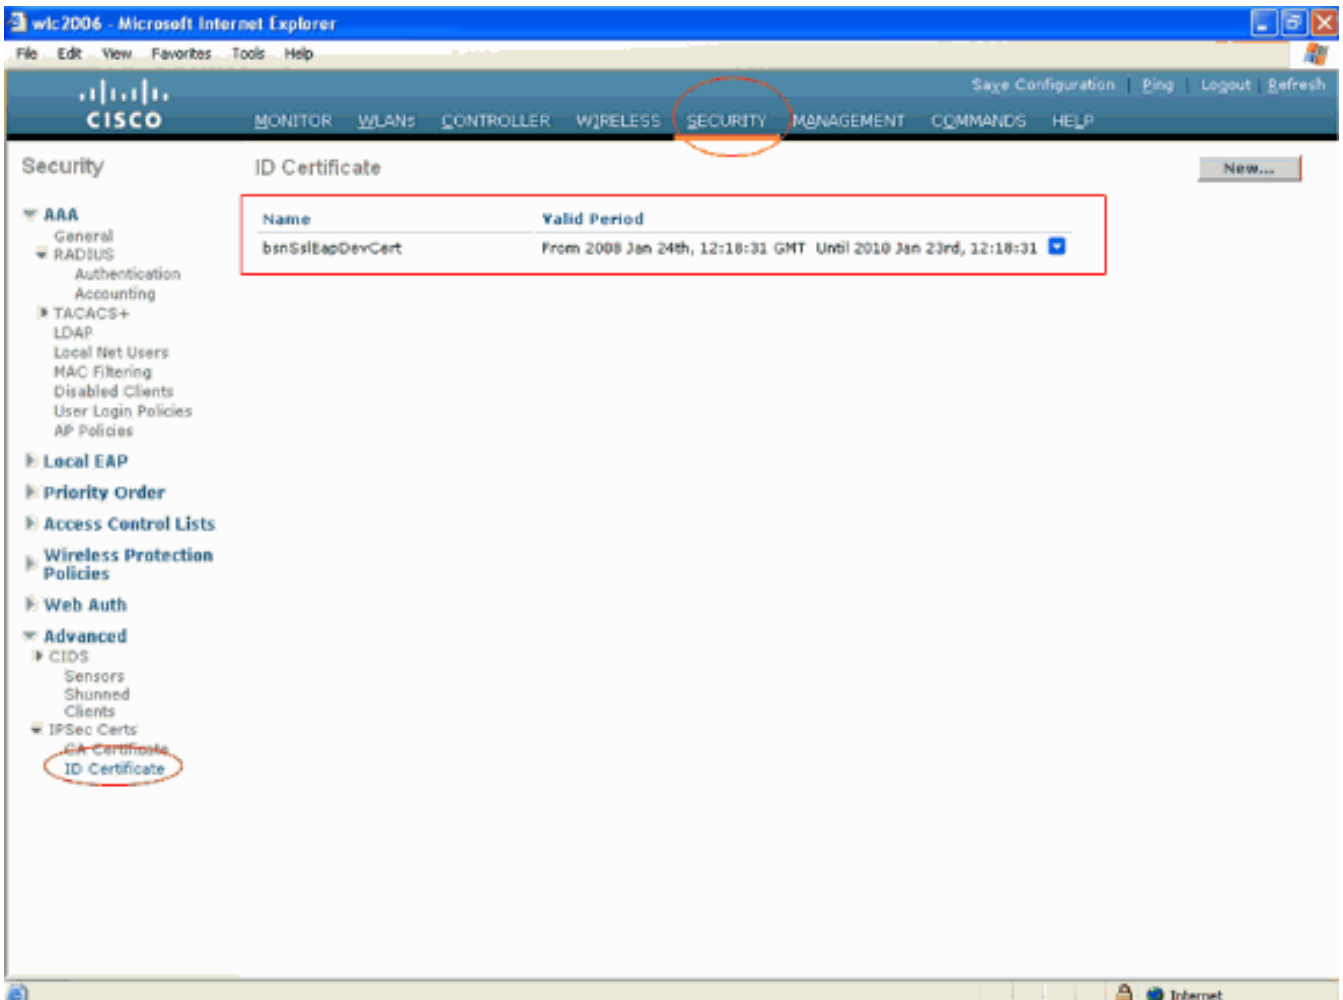 wlc2006 - Microsoft Internet Explorer
File Edit View Favorites Tools Help
Save Configuration | Ping | Logout | Refresh
CISCO
MONITOR WLANs CONTROLLER WIRELESS SECURITY MANAGEMENT COMMANDS HELP
Security
ID Certificate
New...
AAA
General
RADIUS
Authentication
Accounting
TACACS+
LDAP
Local Net Users
MAC Filtering
Disabled Clients
User Login Policies
AP Policies
Local EAP
Priority Order
Access Control Lists
Wireless Protection
Policies
Web Auth
Advanced
CIDS
Sensors
Shunned
Clients
IPSec Certs
CA Certificate
ID Certificate
Name Valid Period
bsnSslEapDevCert From 2008 Jan 24th, 12:18:31 GMT Until 2010 Jan 23rd, 12:18:31
Internet